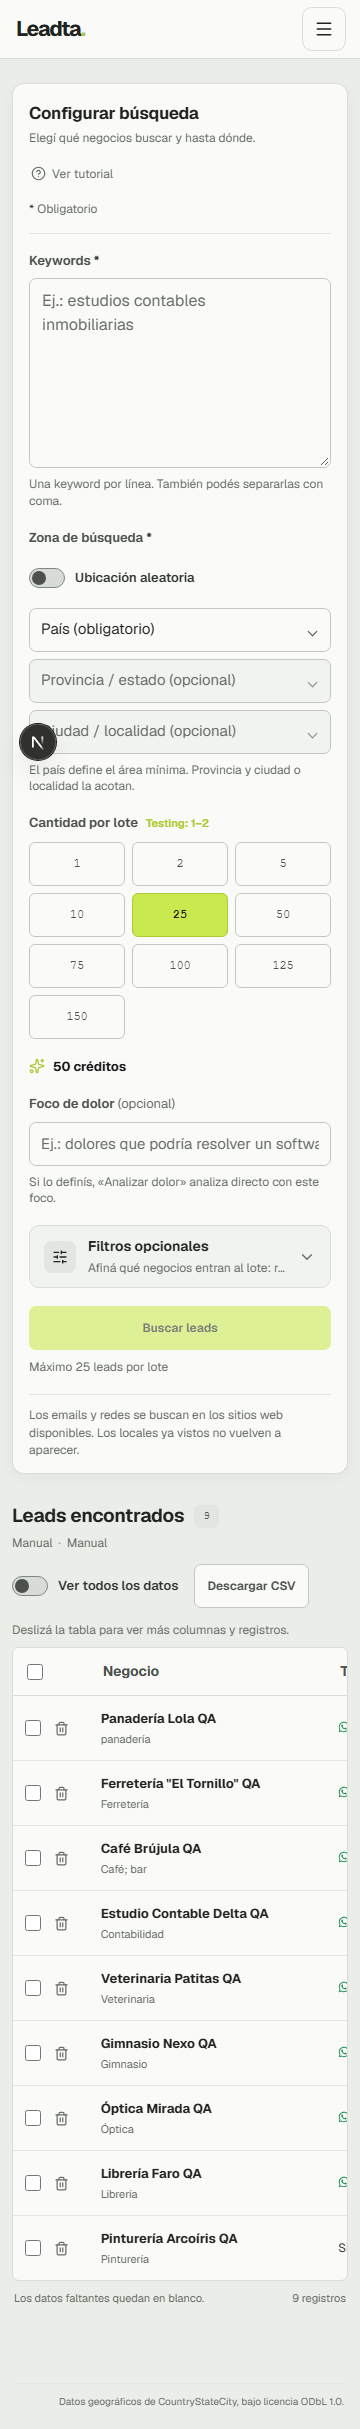 Leadta.
Configurar búsqueda
Elegí qué negocios buscar y hasta dónde.
Ver tutorial
* Obligatorio
Keywords *
Ej.: estudios contables
inmobiliarias
Una keyword por línea. También podés separarlas con
coma.
Zona de búsqueda *
Ubicación aleatoria
País (obligatorio)
Provincia / estado (opcional)
iudad / localidad (opcional)
N
El país define el área mínima. Provincia y ciudad o
localidad la acotan.
Cantidad por lote Testing: 1–2
1 2 5
10 25 50
75 100 125
150
50 créditos
Foco de dolor (opcional)
Ej.: dolores que podría resolver un softwa
Si lo definís, «Analizar dolor» analiza directo con este
foco.
Filtros opcionales
Afiná qué negocios entran al lote: r...
Buscar leads
Máximo 25 leads por lote
Los emails y redes se buscan en los sitios web
disponibles. Los locales ya vistos no vuelven a
aparecer.
Leads encontrados 9
Manual · Manual
Ver todos los datos Descargar CSV
Deslizá la tabla para ver más columnas y registros.
Negocio T
Panadería Lola QA
panadería
Ferretería "El Tornillo" QA
Ferretería
Café Brújula QA
Café; bar
Estudio Contable Delta QA
Contabilidad
Veterinaria Patitas QA
Veterinaria
Gimnasio Nexo QA
Gimnasio
Óptica Mirada QA
Óptica
Librería Faro QA
Librería
Pinturería Arcoíris QA
Pinturería
S
Los datos faltantes quedan en blanco. 9 registros
Datos geográficos de CountryStateCity, bajo licencia ODbL 1.0.